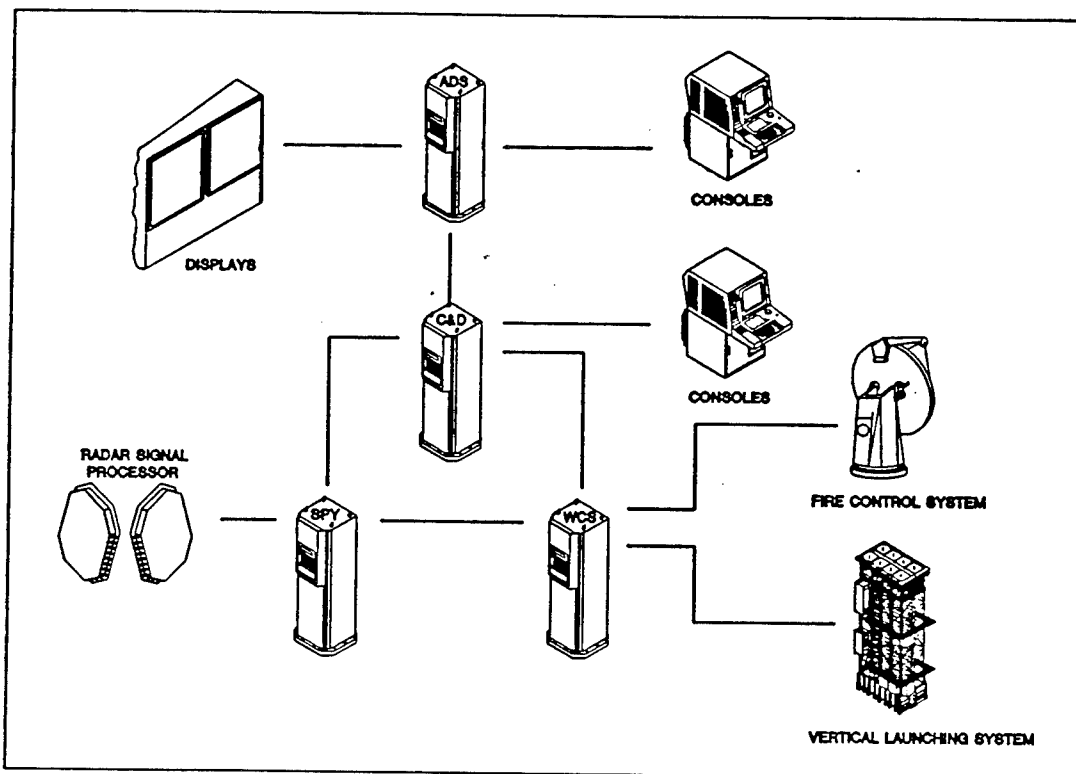 ADS
CONSOLES
DISPLAYS
C&D
CONSOLES
RADAR SIGNAL
PROCESSOR
SPY
WCS
FIRE CONTROL SYSTEM
VERTICAL LAUNCHING SYSTEM